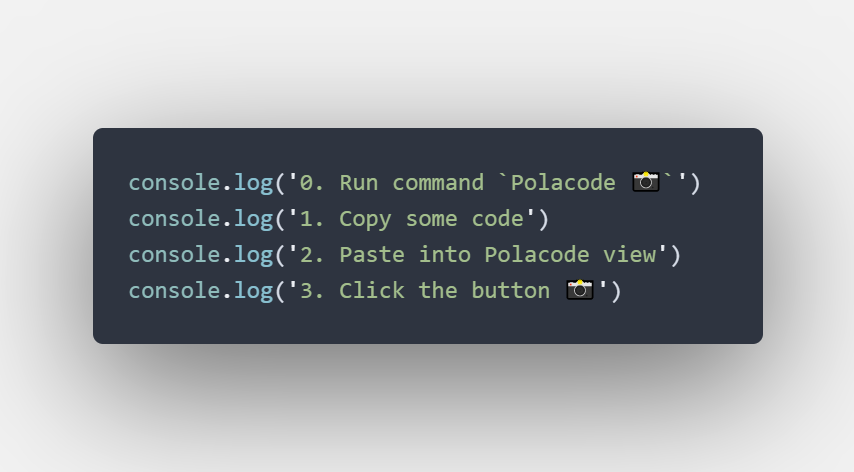 console.log('0. Run command `Polacode 📸`')
console.log('1. Copy some code')
console.log('2. Paste into Polacode view')
console.log('3. Click the button 📸')